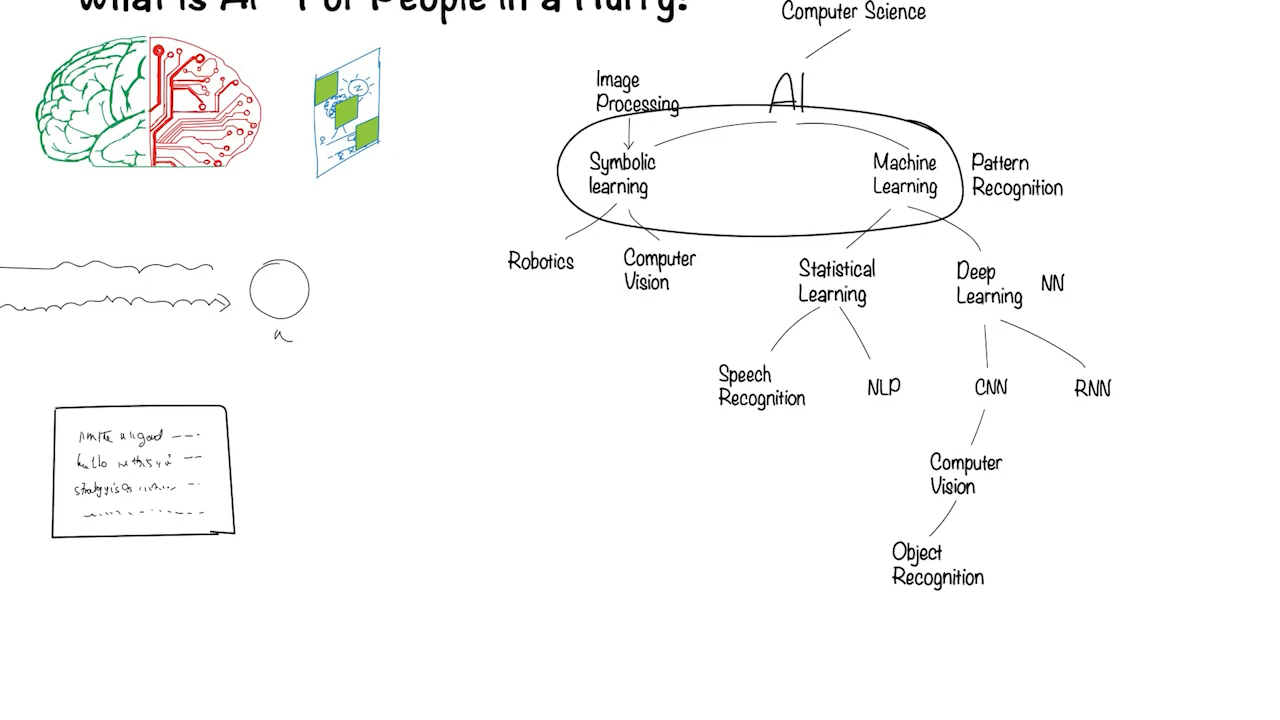 What is AI - For People in a Hurry!
Computer Science
AI
Image
Processing
Symbolic
learning
Machine
Learning
Pattern
Recognition
Robotics
Computer
Vision
Statistical
Learning
Deep
Learning
NN
Speech
Recognition
NLP
CNN
RNN
Computer
Vision
Object
Recognition
a